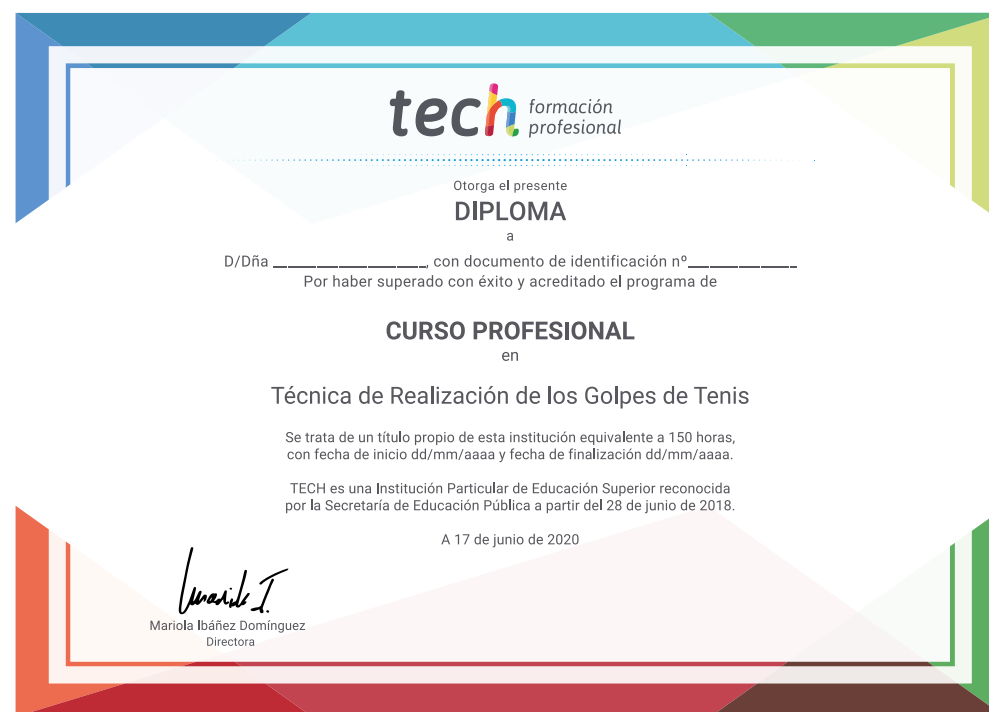 tech formación
profesional
Otorga el presente
DIPLOMA
a
D/Dña ______________, con documento de identificación nº__________
Por haber superado con éxito y acreditado el programa de
CURSO PROFESIONAL
en
Técnica de Realización de los Golpes de Tenis
Se trata de un título propio de esta institución equivalente a 150 horas,
con fecha de inicio dd/mm/aaaa y fecha de finalización dd/mm/aaaa.
TECH es una Institución Particular de Educación Superior reconocida
por la Secretaría de Educación Pública a partir del 28 de junio de 2018.
A 17 de junio de 2020
Mariola Ibáñez Domínguez
Directora